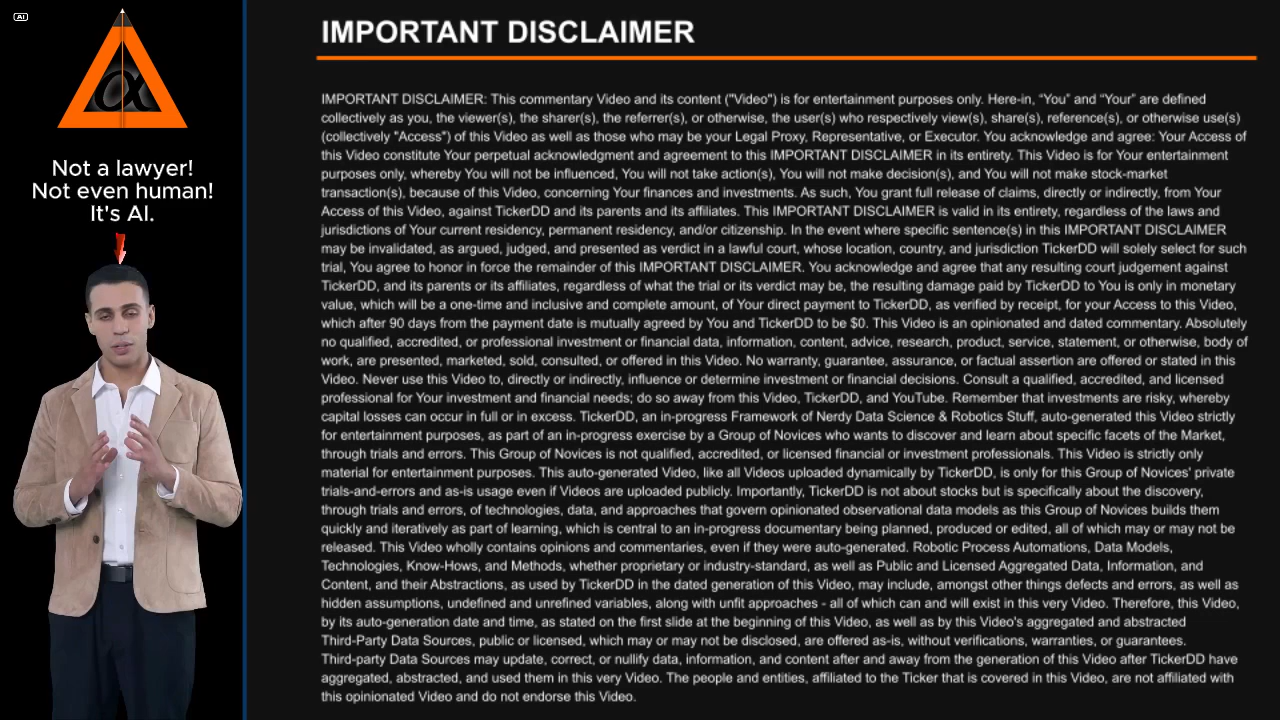 AI
α
Not a lawyer!
Not even human!
It's AI.
IMPORTANT DISCLAIMER
IMPORTANT DISCLAIMER: This commentary Video and its content ("Video") is for entertainment purposes only. Here-in, “You” and “Your” are defined
collectively as you, the viewer(s), the sharer(s), the referrer(s), or otherwise, the user(s) who respectively view(s), share(s), reference(s), or otherwise use(s)
(collectively "Access") of this Video as well as those who may be your Legal Proxy, Representative, or Executor. You acknowledge and agree: Your Access of
this Video constitute Your perpetual acknowledgment and agreement to this IMPORTANT DISCLAIMER in its entirety. This Video is for Your entertainment
purposes only, whereby You will not be influenced, You will not take action(s), You will not make decision(s), and You will not make stock-market
transaction(s), because of this Video, concerning Your finances and investments. As such, You grant full release of claims, directly or indirectly, from Your
Access of this Video, against TickerDD and its parents and its affiliates. This IMPORTANT DISCLAIMER is valid in its entirety, regardless of the laws and
jurisdictions of Your current residency, permanent residency, and/or citizenship. In the event where specific sentence(s) in this IMPORTANT DISCLAIMER
may be invalidated, as argued, judged, and presented as verdict in a lawful court, whose location, country, and jurisdiction TickerDD will solely select for such
trial, You agree to honor in force the remainder of this IMPORTANT DISCLAIMER. You acknowledge and agree that any resulting court judgement against
TickerDD, and its parents or its affiliates, regardless of what the trial or its verdict may be, the resulting damage paid by TickerDD to You is only in monetary
value, which will be a one-time and inclusive and complete amount, of Your direct payment to TickerDD, as verified by receipt, for your Access to this Video,
which after 90 days from the payment date is mutually agreed by You and TickerDD to be $0. This Video is an opinionated and dated commentary. Absolutely
no qualified, accredited, or professional investment or financial data, information, content, advice, research, product, service, statement, or otherwise, body of
work, are presented, marketed, sold, consulted, or offered in this Video. No warranty, guarantee, assurance, or factual assertion are offered or stated in this
Video. Never use this Video to, directly or indirectly, influence or determine investment or financial decisions. Consult a qualified, accredited, and licensed
professional for Your investment and financial needs; do so away from this Video, TickerDD, and YouTube. Remember that investments are risky, whereby
capital losses can occur in full or in excess. TickerDD, an in-progress Framework of Nerdy Data Science & Robotics Stuff, auto-generated this Video strictly
for entertainment purposes, as part of an in-progress exercise by a Group of Novices who wants to discover and learn about specific facets of the Market,
through trials and errors. This Group of Novices is not qualified, accredited, or licensed financial or investment professionals. This Video is strictly only
material for entertainment purposes. This auto-generated Video, like all Videos uploaded dynamically by TickerDD, is only for this Group of Novices' private
trials-and-errors and as-is usage even if Videos are uploaded publicly. Importantly, TickerDD is not about stocks but is specifically about the discovery,
through trials and errors, of technologies, data, and approaches that govern opinionated observational data models as this Group of Novices builds them
quickly and iteratively as part of learning, which is central to an in-progress documentary being planned, produced or edited, all of which may or may not be
released. This Video wholly contains opinions and commentaries, even if they were auto-generated. Robotic Process Automations, Data Models,
Technologies, Know-Hows, and Methods, whether proprietary or industry-standard, as well as Public and Licensed Aggregated Data, Information, and
Content, and their Abstractions, as used by TickerDD in the dated generation of this Video, may include, amongst other things defects and errors, as well as
hidden assumptions, undefined and unrefined variables, along with unfit approaches - all of which can and will exist in this very Video. Therefore, this Video,
by its auto-generation date and time, as stated on the first slide at the beginning of this Video, as well as by this Video's aggregated and abstracted
Third-Party Data Sources, public or licensed, which may or may not be disclosed, are offered as-is, without verifications, warranties, or guarantees.
Third-party Data Sources may update, correct, or nullify data, information, and content after and away from the generation of this Video after TickerDD have
aggregated, abstracted, and used them in this very Video. The people and entities, affiliated to the Ticker that is covered in this Video, are not affiliated with
this opinionated Video and do not endorse this Video.